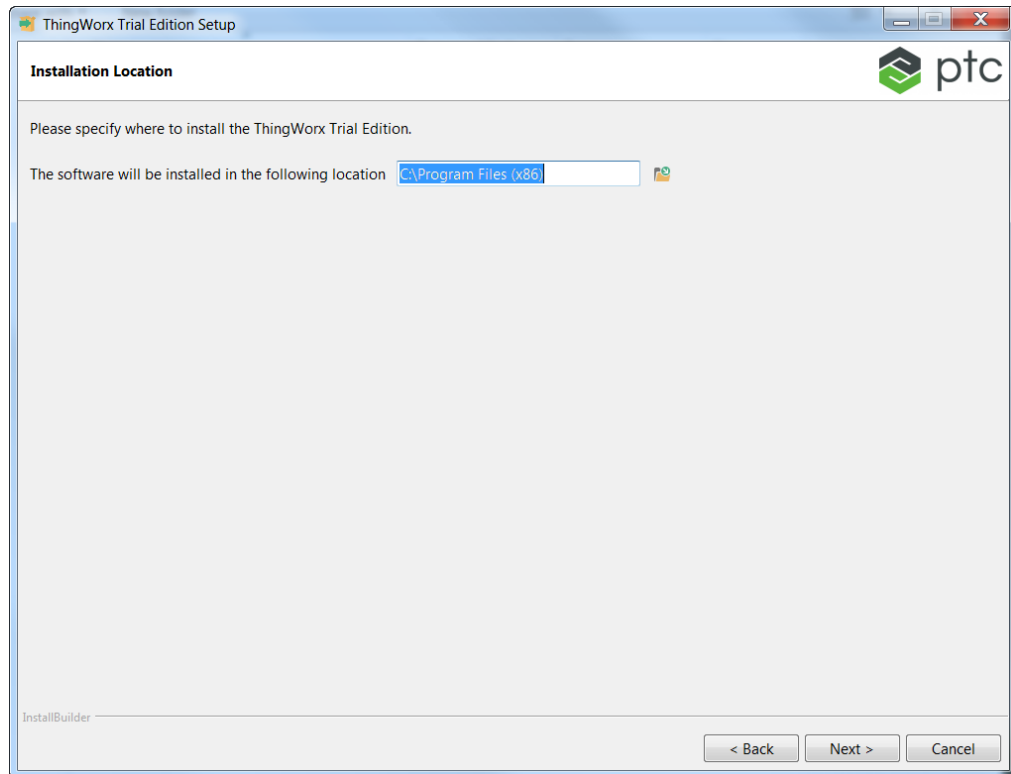 ThingWorx Trial Edition Setup
Installation Location
ptc
Please specify where to install the ThingWorx Trial Edition.
The software will be installed in the following location C:\Program Files (x86)
InstallBuilder
< Back Next > Cancel